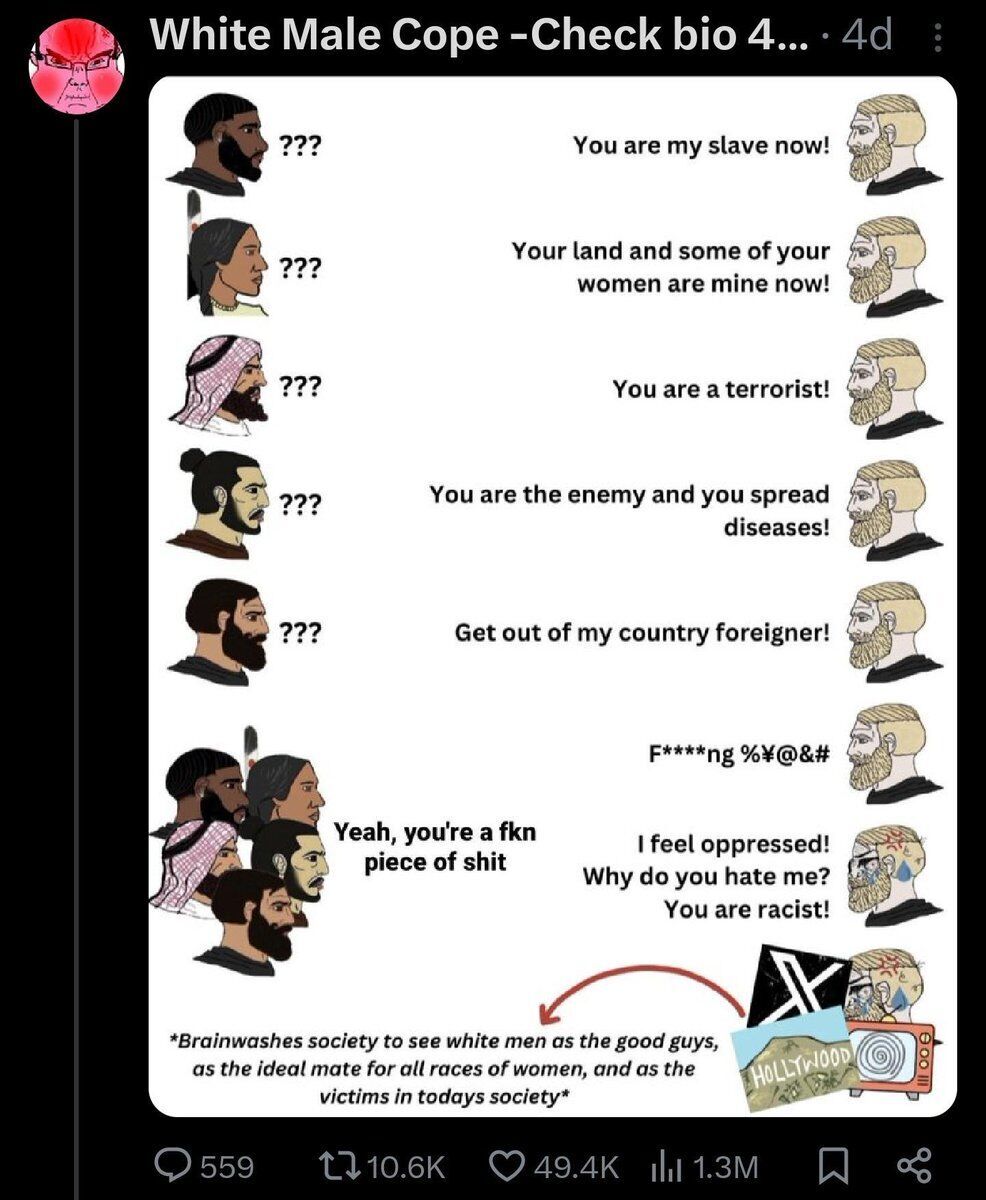 White Male Cope -Check bio 4... · 4d
???
You are my slave now!
???
Your land and some of your
women are mine now!
???
You are a terrorist!
???
You are the enemy and you spread
diseases!
???
Get out of my country foreigner!
F****ng %¥@&#
Yeah, you're a fkn
piece of shit
I feel oppressed!
Why do you hate me?
You are racist!
X
HOLLYWOOD
*Brainwashes society to see white men as the good guys,
as the ideal mate for all races of women, and as the
victims in todays society*
559 10.6K 49.4K 1.3M